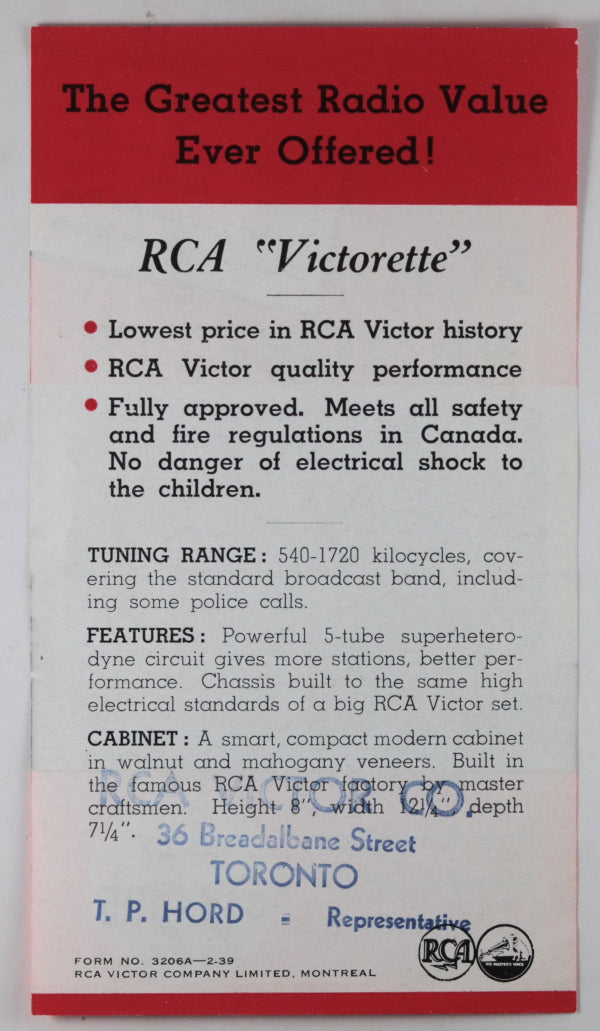 The Greatest Radio Value
Ever Offered!
RCA "Victorette"
• Lowest price in RCA Victor history
• RCA Victor quality performance
• Fully approved. Meets all safety
and fire regulations in Canada.
No danger of electrical shock to
the children.
TUNING RANGE: 540-1720 kilocycles, cov-
ering the standard broadcast band, includ-
ing some police calls.
FEATURES: Powerful 5-tube superhetero-
dyne circuit gives more stations, better per-
formance. Chassis built to the same high
electrical standards of a big RCA Victor set.
CABINET: A smart, compact modern cabinet
in walnut and mahogany veneers. Built in
the famous RCA Victor factory by master
craftsmen. Height 8", width 12¼", depth
7¼".
RCA VICTOR CO.
36 Breadalbane Street
TORONTO
T. P. HORD = Representative
RCA
HIS MASTER'S VOICE
FORM NO. 3206A—2-39
RCA VICTOR COMPANY LIMITED, MONTREAL